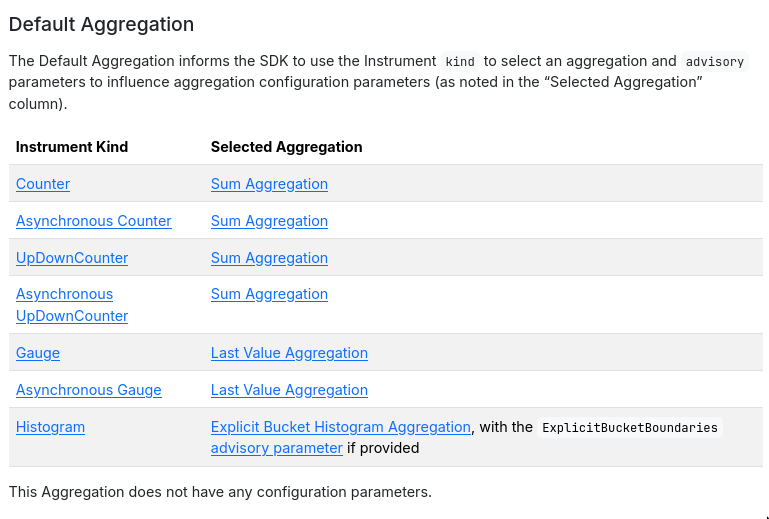 Default Aggregation
The Default Aggregation informs the SDK to use the Instrument kind to select an aggregation and advisory
parameters to influence aggregation configuration parameters (as noted in the “Selected Aggregation”
column).
Instrument Kind Selected Aggregation
Counter Sum Aggregation
Asynchronous Counter Sum Aggregation
UpDownCounter Sum Aggregation
Asynchronous Sum Aggregation
UpDownCounter
Gauge Last Value Aggregation
Asynchronous Gauge Last Value Aggregation
Histogram Explicit Bucket Histogram Aggregation, with the ExplicitBucketBoundaries
advisory parameter if provided
This Aggregation does not have any configuration parameters.